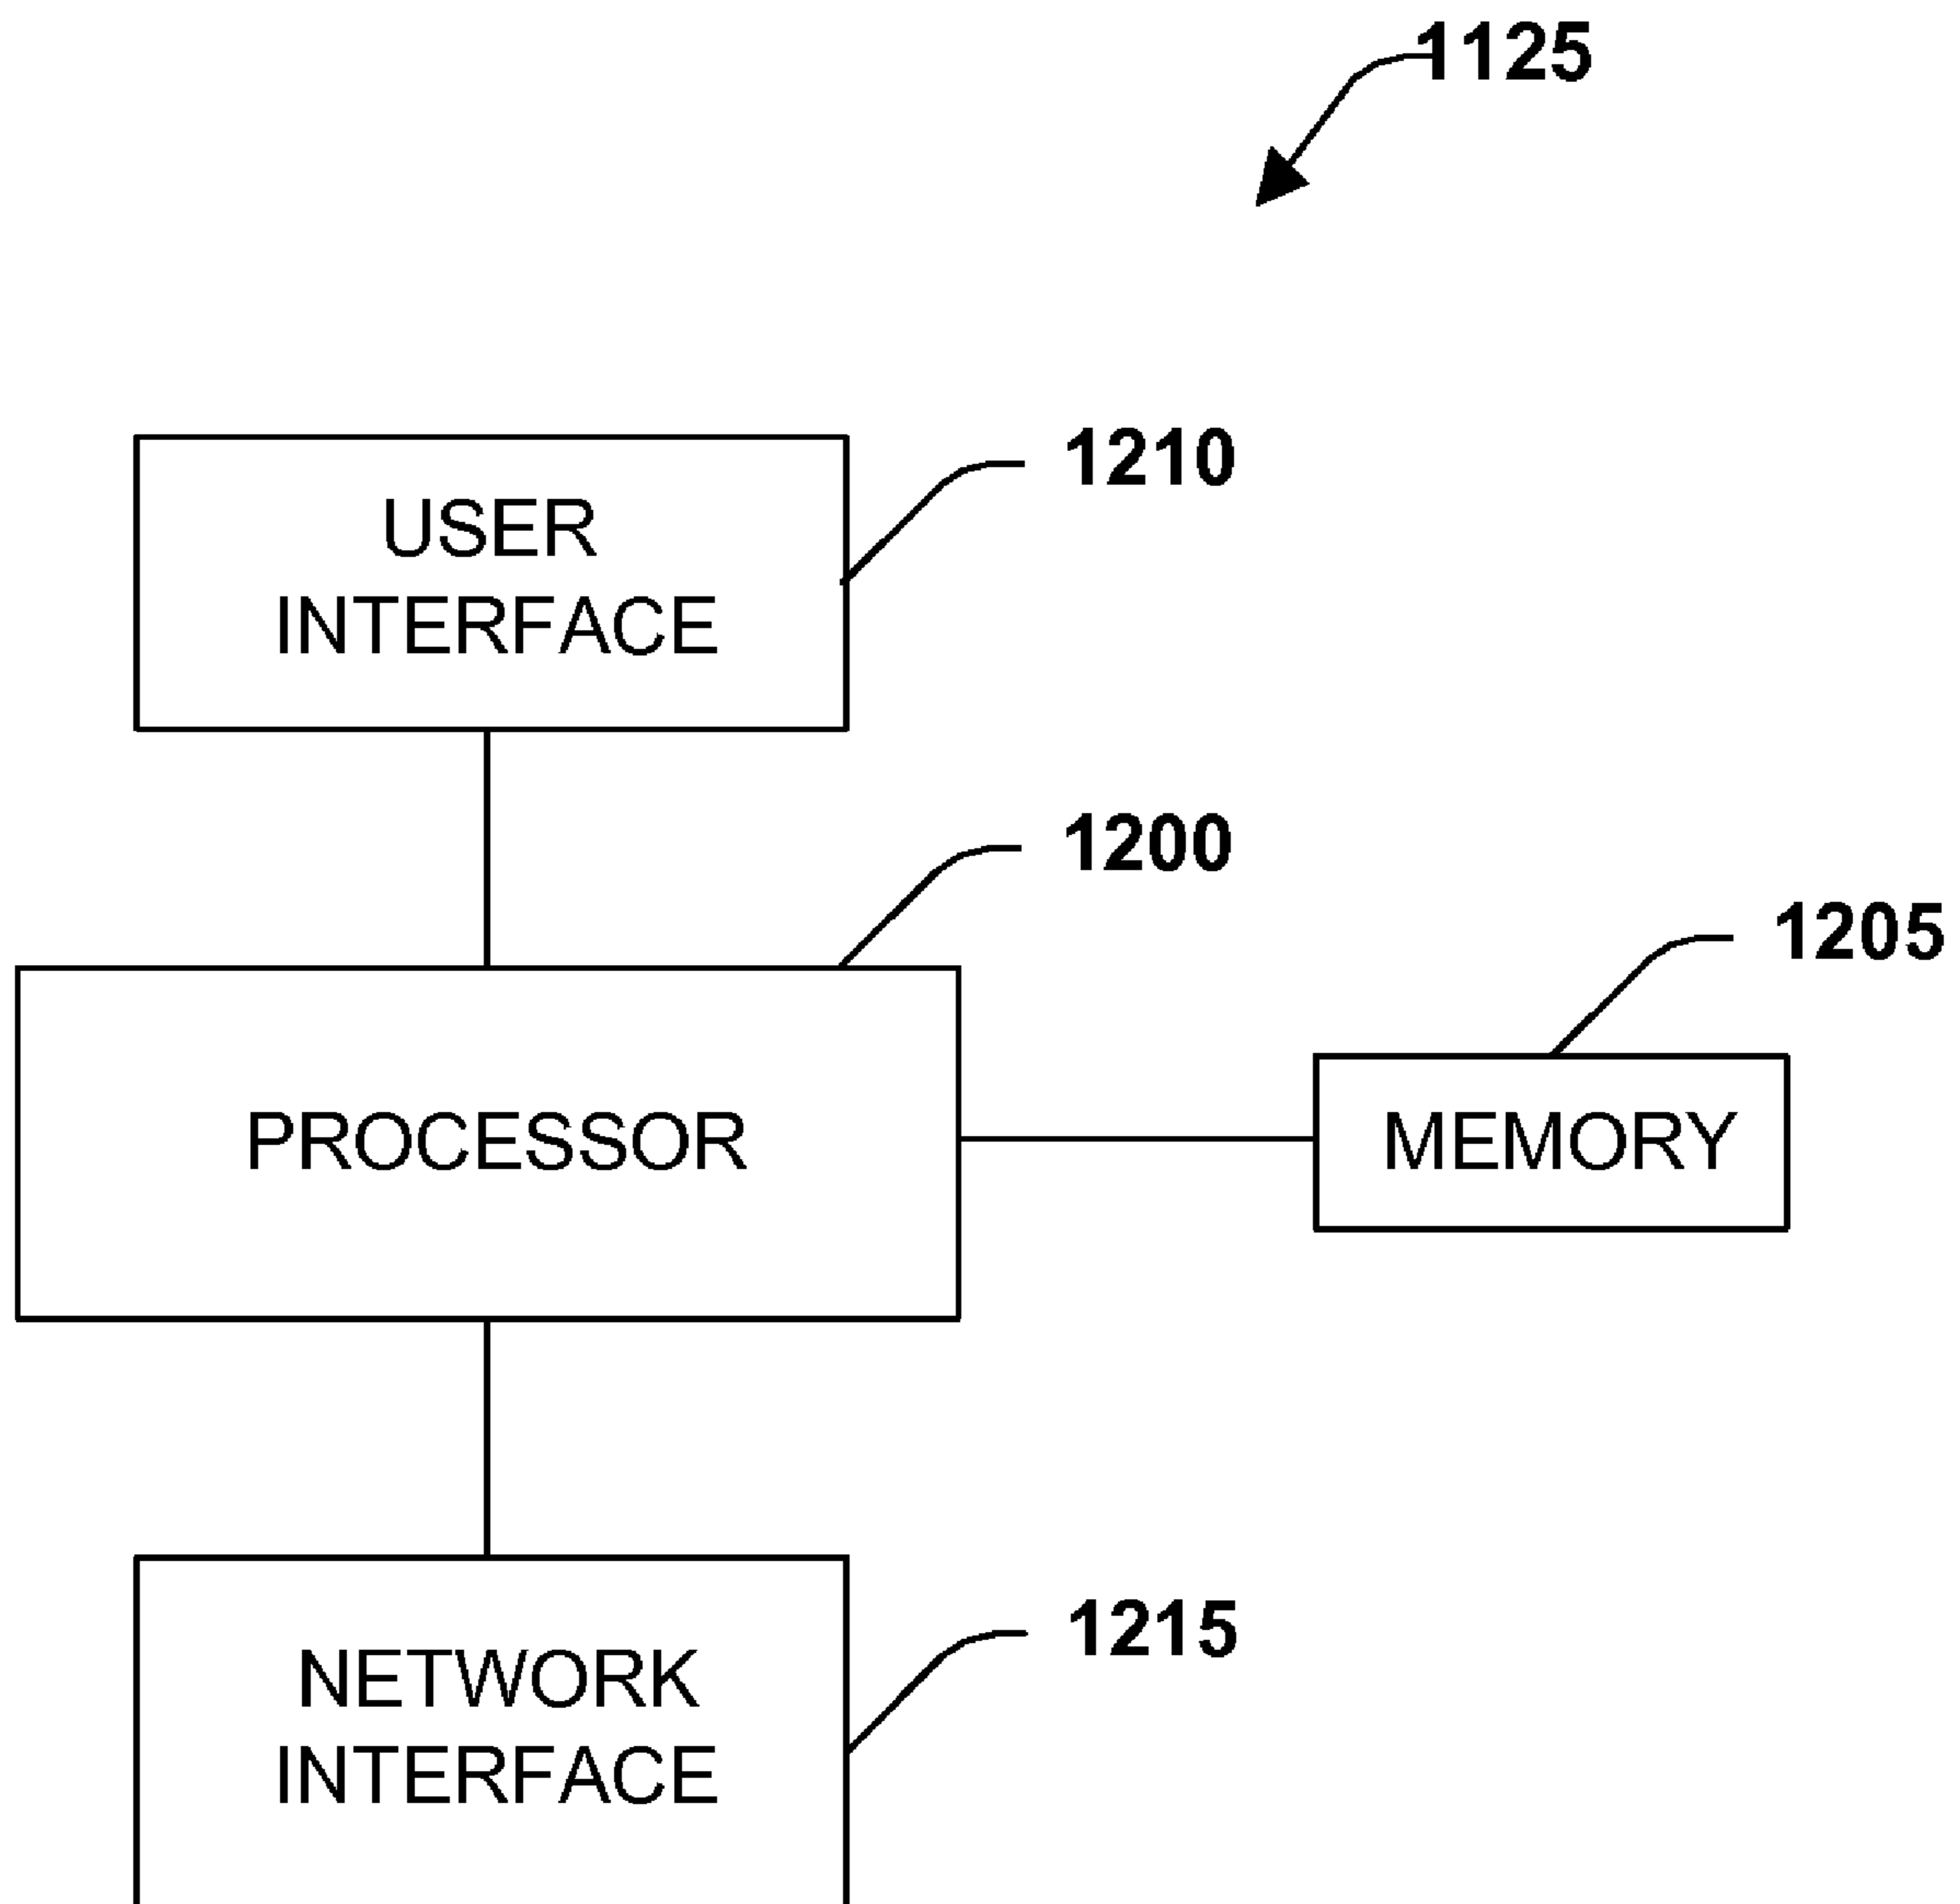 1125
1210
USER
INTERFACE
1200
1205
PROCESSOR
MEMORY
1215
NETWORK
INTERFACE